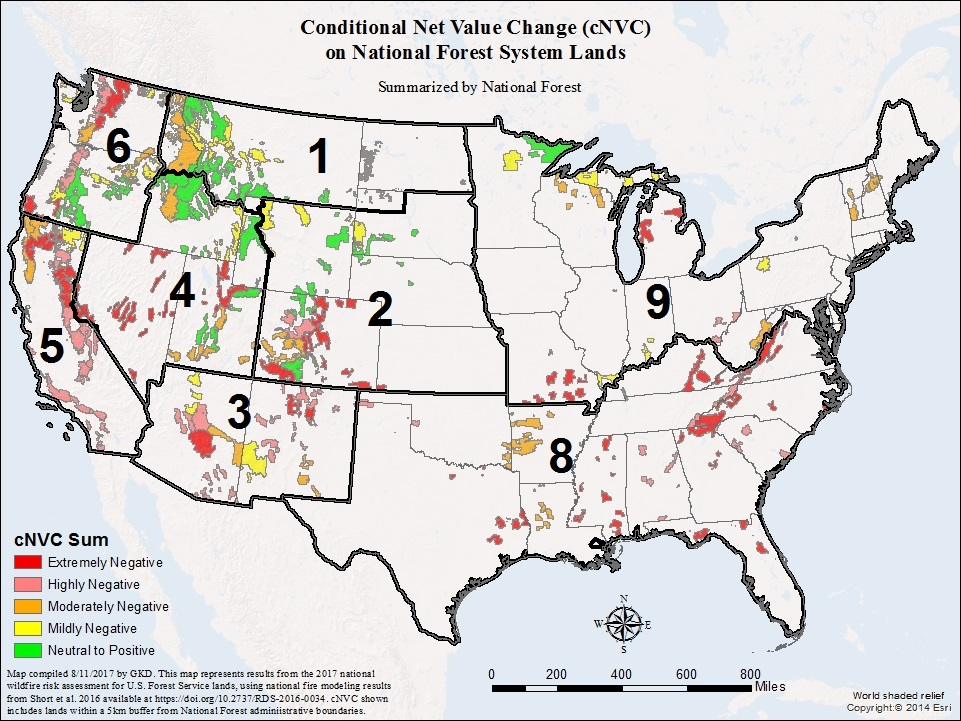 Conditional Net Value Change (cNVC)
on National Forest System Lands
Summarized by National Forest
6
1
4
2
5
9
3
8
cNVC Sum
Extremely Negative
Highly Negative
Moderately Negative
Mildly Negative
Neutral to Positive
N
W
E
S
Map compiled 8/11/2017 by GKD. This map represents results from the 2017 national
wildfire risk assessment for U.S. Forest Service lands, using national fire modeling results
from Short et al. 2016 available at https://doi.org/10.2737/RDS-2016-0034. cNVC shown
includes lands within a 5km buffer from National Forest administrative boundaries.
0 200 400 600 800
Miles
World shaded relief
Copyright:© 2014 Esri